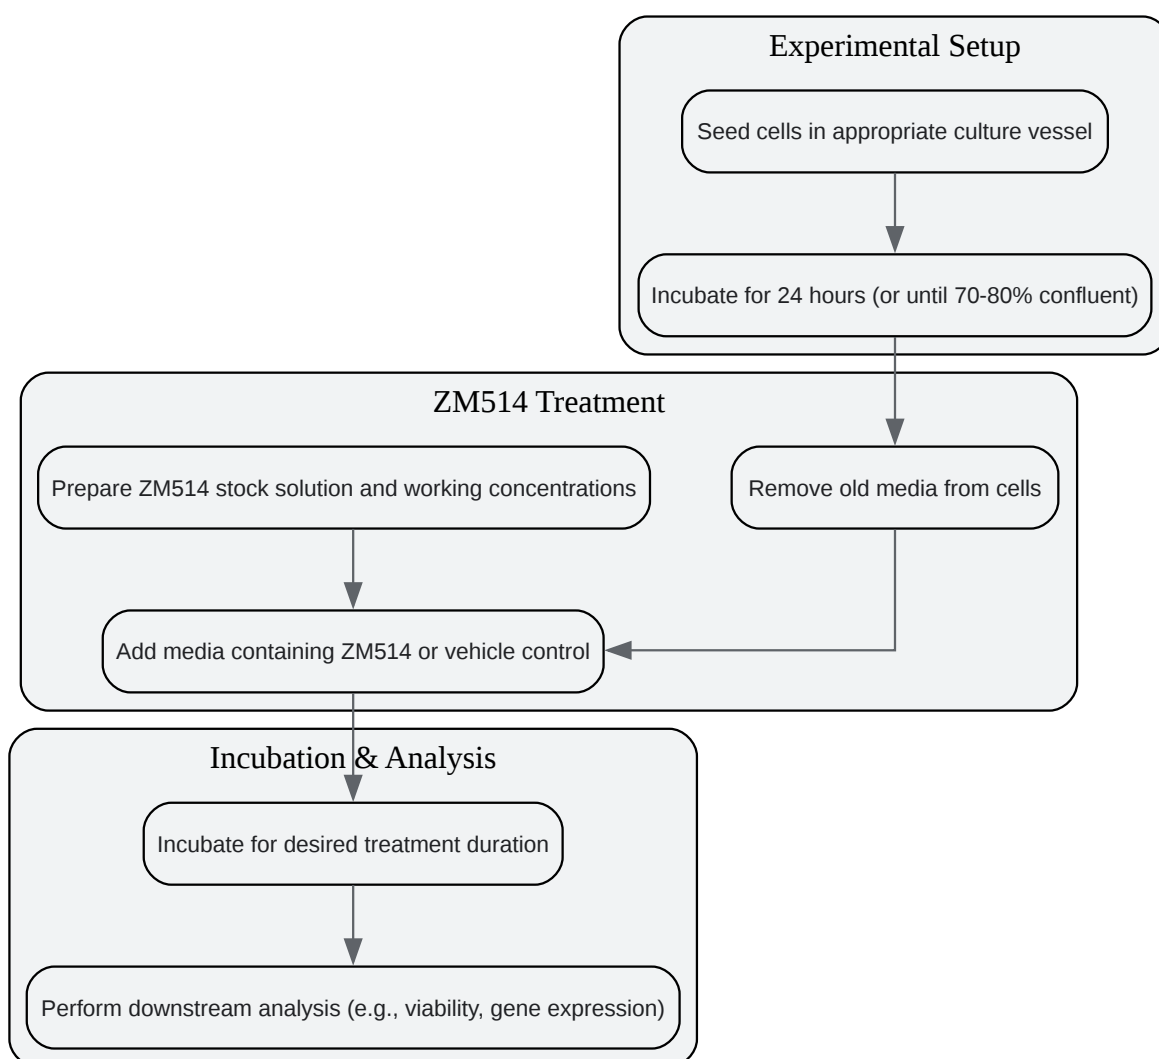 Experimental Setup
Seed cells in appropriate culture vessel
Incubate for 24 hours (or until 70-80% confluent)
ZM514 Treatment
Prepare ZM514 stock solution and working concentrations
Remove old media from cells
Add media containing ZM514 or vehicle control
Incubation & Analysis
Incubate for desired treatment duration
Perform downstream analysis (e.g., viability, gene expression)